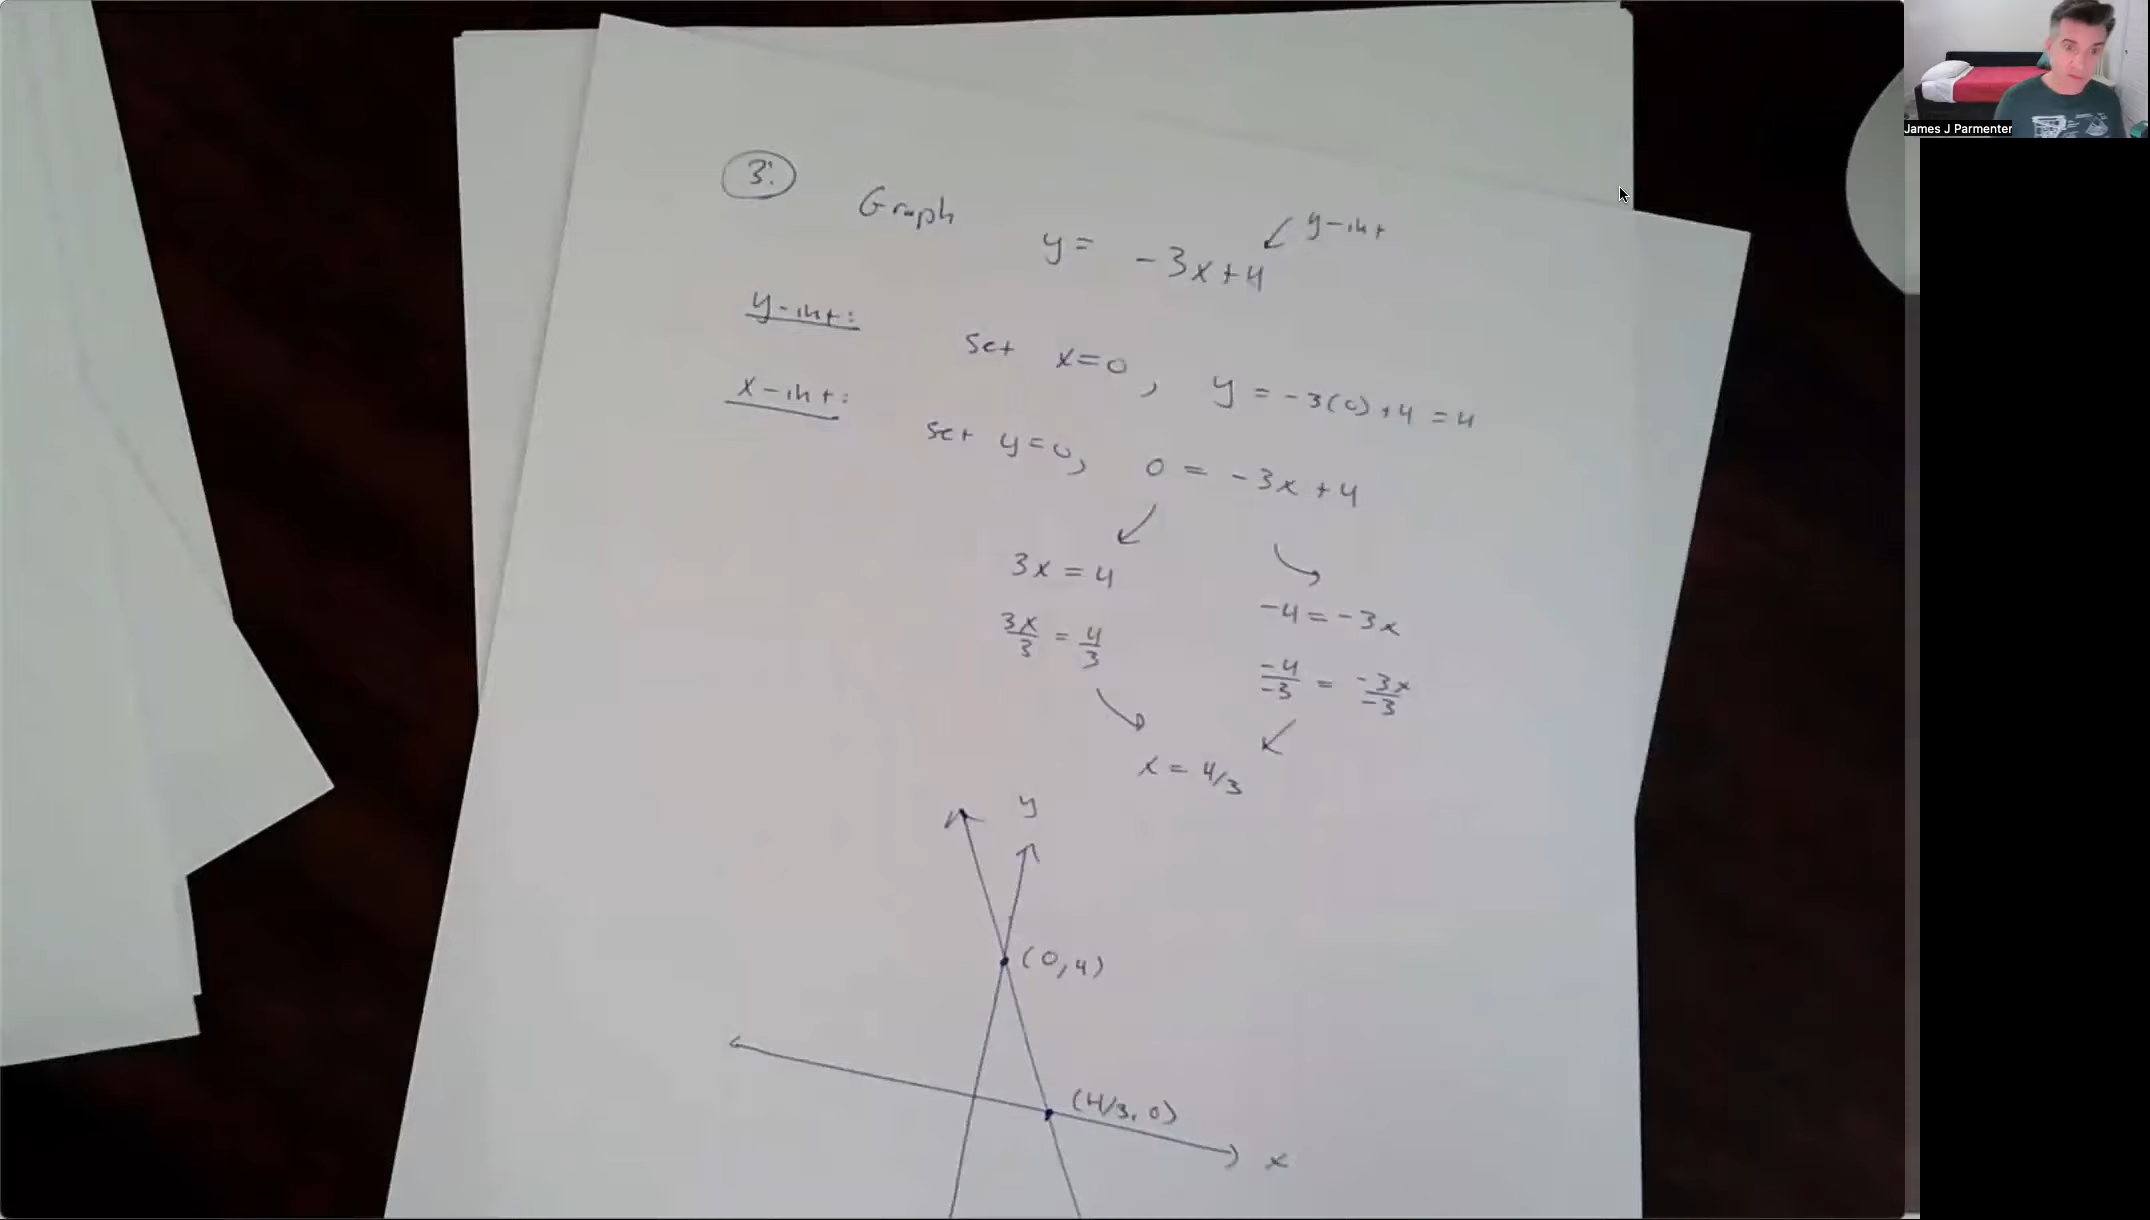 3.
Graph
y = -3x+4
↙ y-int
y-int:
Set x=0, y = -3(0)+4 = 4
x-int:
Set y=0, 0 = -3x+4
3x = 4
-4 = -3x
3x/3 = 4/3
-4/-3 = -3x/-3
x = 4/3
y
(0,4)
(4/3, 0)
x
James J Parmenter